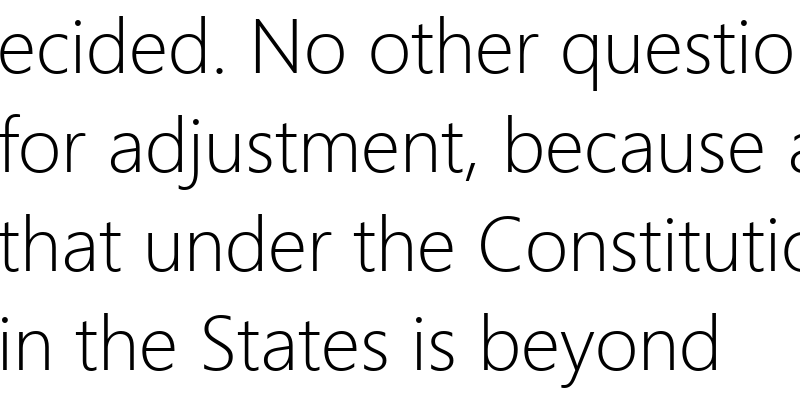 ecided. No other questio
for adjustment, because a
that under the Constitutio
in the States is beyond